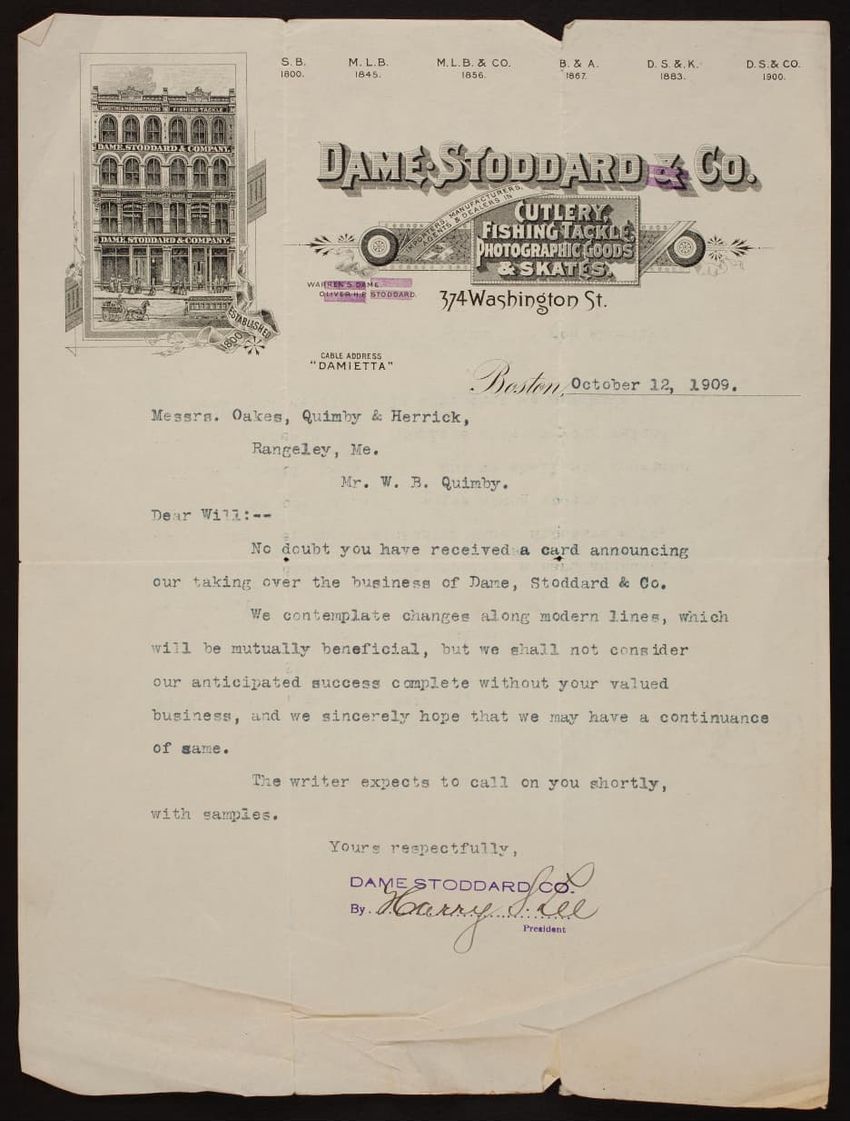 S. B. M. L. B. M. L. B. & CO. B. & A. D. S. & K. D. S. & CO.
1800. 1845. 1856. 1867. 1883. 1900.
FISHING TACKLE
DAME, STODDARD & COMPANY.
DAME, STODDARD & COMPANY.
ESTABLISHED
1800
DAME, STODDARD & CO.
IMPORTERS, MANUFACTURERS,
AGENTS & DEALERS IN
CUTLERY,
FISHING TACKLE,
PHOTOGRAPHIC GOODS
& SKATES.
WARREN S. DAME.
OLIVER H.P. STODDARD.
374 Washington St.
CABLE ADDRESS
"DAMIETTA"
Boston, October 12, 1909.
Messrs. Oakes, Quimby & Herrick,
Rangeley, Me.
Mr. W. B. Quimby.
Dear Will:--
No doubt you have received a card announcing
our taking over the business of Dame, Stoddard & Co.
We contemplate changes along modern lines, which
will be mutually beneficial, but we shall not consider
our anticipated success complete without your valued
business, and we sincerely hope that we may have a continuance
of same.
The writer expects to call on you shortly,
with samples.
Yours respectfully,
DAME STODDARD CO.
By. Harry S Lee
President